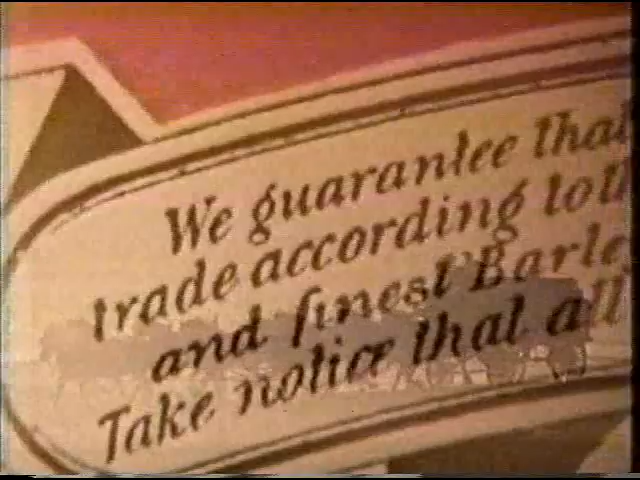 We guarantee that
trade according to
and finest Barle
Take notice that all